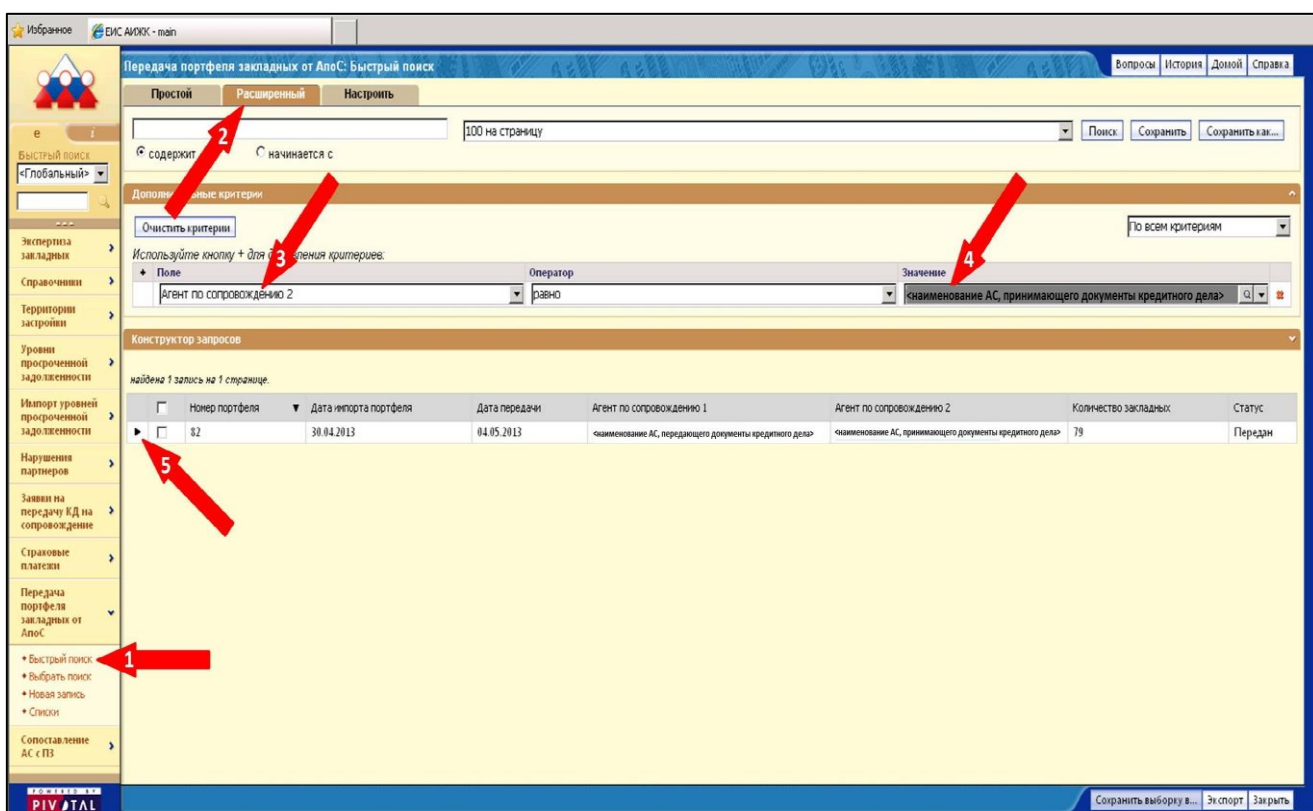 Избранное
ЕИС АИЖК - main
Передача портфеля закладных от АпоС: Быстрый поиск
Вопросы История Домой Справка
Простой Расширенный Настроить
e i
Быстрый поиск
<Глобальный>
100 на страницу
Поиск Сохранить Сохранить как...
2
содержит начинается с
Дополнительные критерии
Очистить критерии
По всем критериям
Используйте кнопку + для добавления критериев:
3
4
+ Поле Оператор Значение
Агент по сопровождению 2 равно <наименование АС, принимающего документы кредитного дела>
Конструктор запросов
найдена 1 запись на 1 странице.
Номер портфеля Дата импорта портфеля Дата передачи Агент по сопровождению 1 Агент по сопровождению 2 Количество закладных Статус
82 30.04.2013 04.05.2013 <наименование АС, передающего документы кредитного дела> <наименование АС, принимающего документы кредитного дела> 79 Передан
5
Экспертиза
закладных
Справочники
Территории
застройки
Уровни
просроченной
задолженности
Импорт уровней
просроченной
задолженности
Нарушения
партнеров
Заявки на
передачу КД на
сопровождение
Страховые
платежи
Передача
портфеля
закладных от
АпоС
Быстрый поиск
1
Выбрать поиск
Новая запись
Списки
Сопоставление
АС с ПЗ
POWERED BY
PIVOTAL
Сохранить выборку в... Экспорт Закрыть